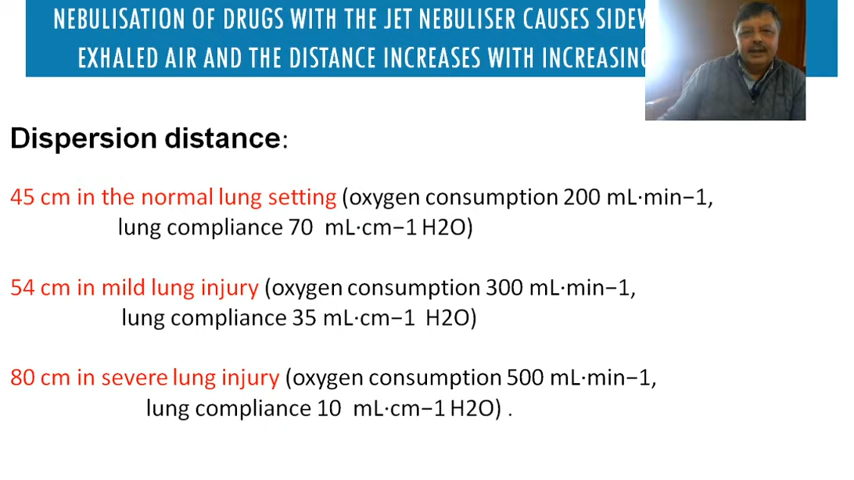 NEBULISATION OF DRUGS WITH THE JET NEBULISER CAUSES
EXHALED AIR AND THE DISTANCE INCREASES WITH INCREASING
Dispersion distance:
45 cm in the normal lung setting (oxygen consumption 200 mL·min−1,
lung compliance 70 mL·cm−1 H2O)
54 cm in mild lung injury (oxygen consumption 300 mL·min−1,
lung compliance 35 mL·cm−1 H2O)
80 cm in severe lung injury (oxygen consumption 500 mL·min−1,
lung compliance 10 mL·cm−1 H2O) .